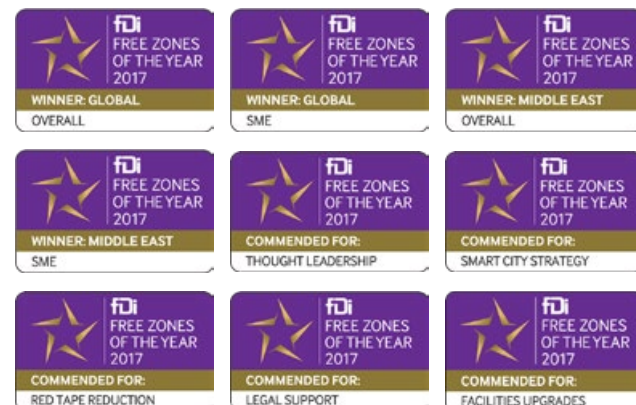 fDi
FREE ZONES
OF THE YEAR
2017
WINNER: GLOBAL
OVERALL
fDi
FREE ZONES
OF THE YEAR
2017
WINNER: GLOBAL
SME
fDi
FREE ZONES
OF THE YEAR
2017
WINNER: MIDDLE EAST
OVERALL
fDi
FREE ZONES
OF THE YEAR
2017
WINNER: MIDDLE EAST
SME
fDi
FREE ZONES
OF THE YEAR
2017
COMMENDED FOR:
THOUGHT LEADERSHIP
fDi
FREE ZONES
OF THE YEAR
2017
COMMENDED FOR:
SMART CITY STRATEGY
fDi
FREE ZONES
OF THE YEAR
2017
COMMENDED FOR:
RED TAPE REDUCTION
fDi
FREE ZONES
OF THE YEAR
2017
COMMENDED FOR:
LEGAL SUPPORT
fDi
FREE ZONES
OF THE YEAR
2017
COMMENDED FOR:
FACILITIES UPGRADES